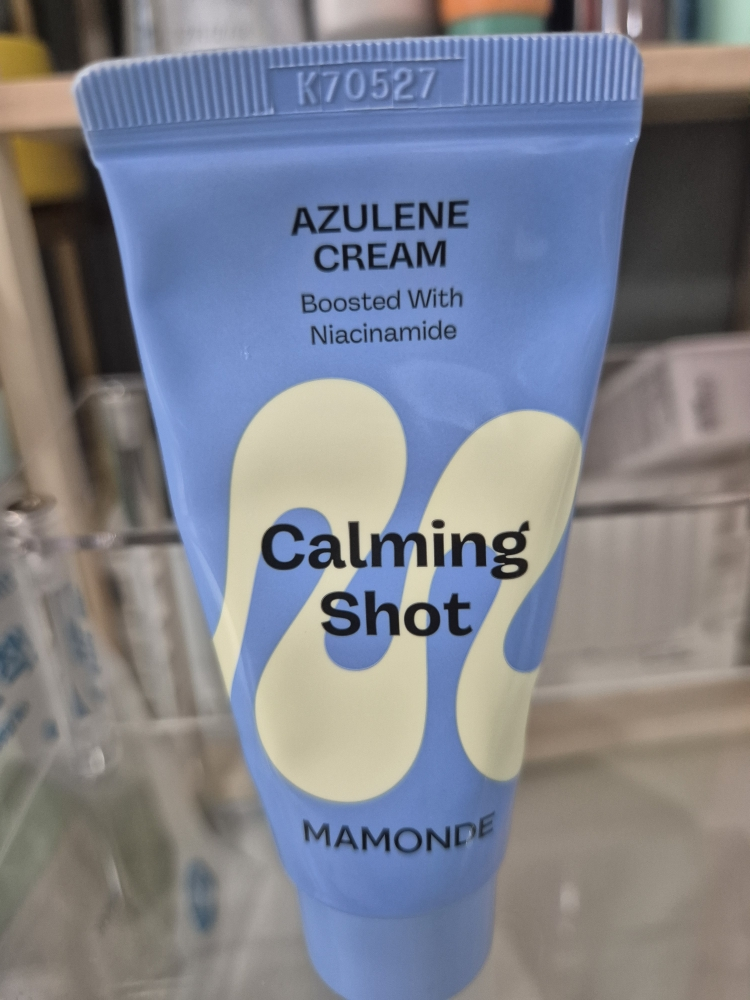 K70527
AZULENE
CREAM
Boosted With
Niacinamide
Calming
Shot
MAMONDE